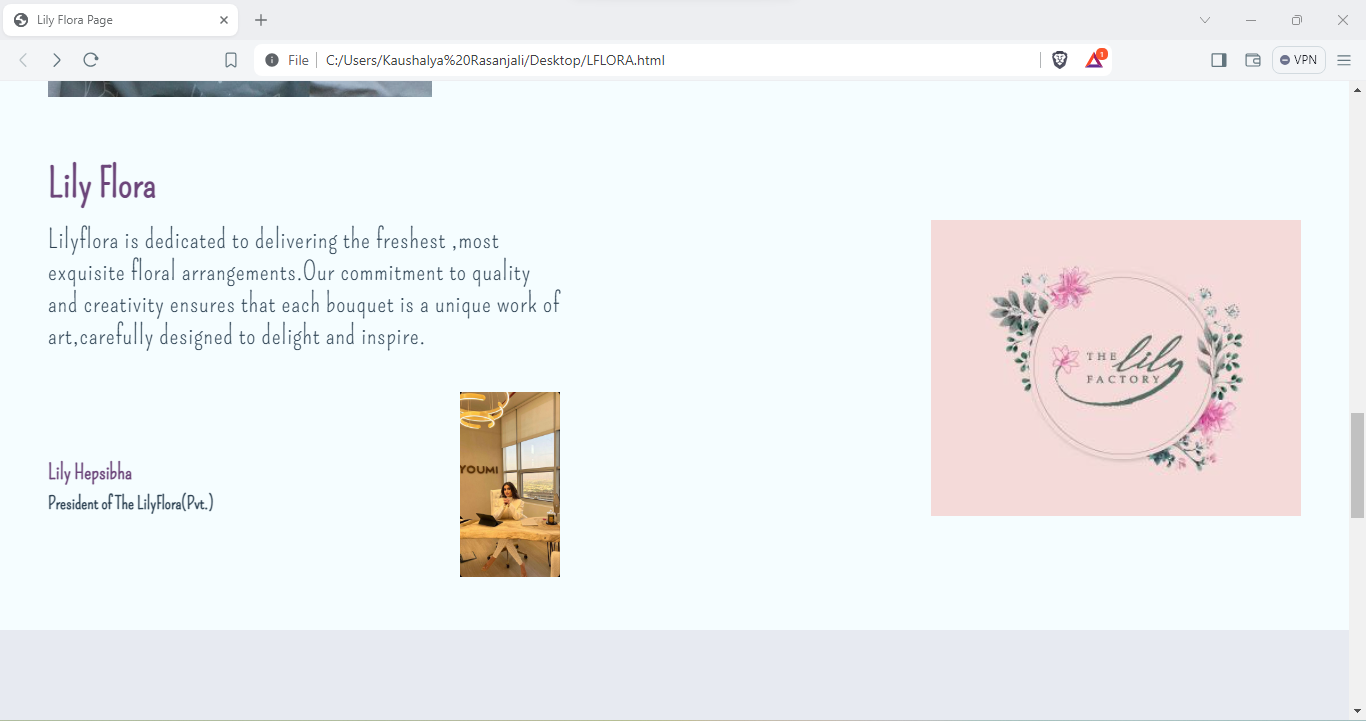 Lily Flora Page
File
C:/Users/Kaushalya%20Rasanjali/Desktop/LFLORA.html
1
VPN
Lily Flora
Lilyflora is dedicated to delivering the freshest ,most
exquisite floral arrangements.Our commitment to quality
and creativity ensures that each bouquet is a unique work of
art,carefully designed to delight and inspire.
THE lily
FACTORY
YOUMI
Lily Hepsibha
President of The LilyFlora(Pvt.)